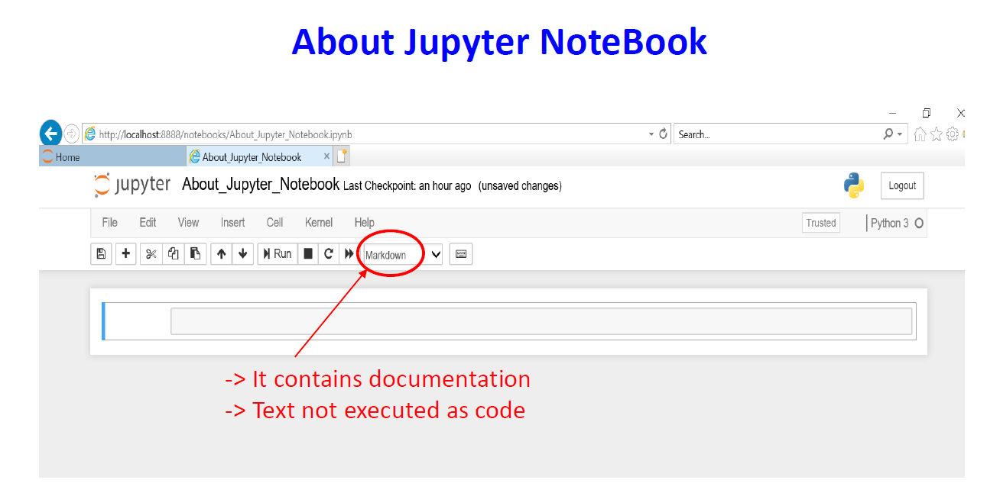 About Jupyter NoteBook
http://localhost:8888/notebooks/About_Jupyter_Notebook.ipynb Search...
Home About_Jupyter_Notebook
jupyter About_Jupyter_Notebook Last Checkpoint: an hour ago (unsaved changes) Logout
File Edit View Insert Cell Kernel Help Trusted Python 3
Run Markdown
-> It contains documentation
-> Text not executed as code